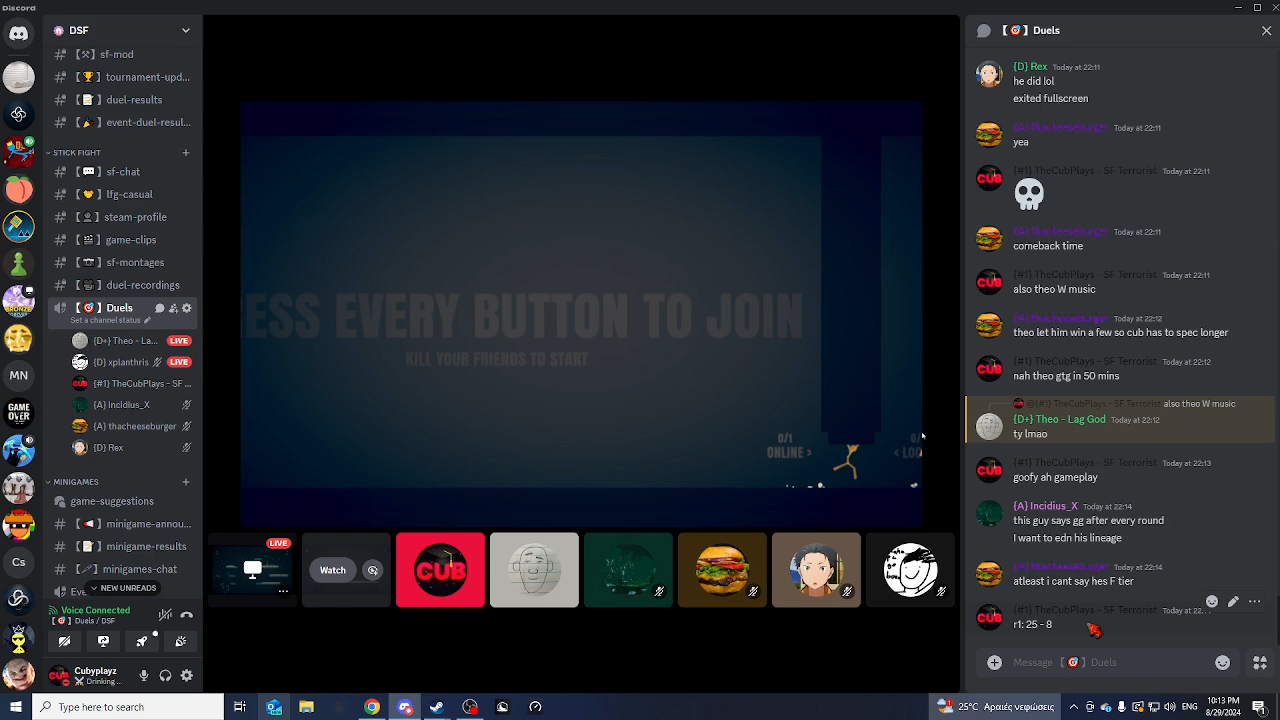 Discord
DSF
sf-mod
tournament-upd...
duel-results
event-duel-resul...
STICK FIGHT
sf-chat
lfg-casual
sf-profile
game-clips
sf-montages
duel-recordings
Duels
Set a channel status
{D+} Theo - La...
LIVE
{D}
LIVE
{#1} TheCubPlays - SF ...
{A} Incidius_X
{A} thacheeseburger
{D} Rex
MINIGAMES
game-questions
minigame-annou...
minigame-results
NEW UNREADS
Voice Connected
Duels / DSF
Cubyplaz
Drinking...
MN
GAME OVER
BRONZE
ESS EVERY BUTTON TO JOIN
KILL YOUR FRIENDS TO START
0/1
ONLINE >
< LOC
LIVE
Watch
CUB
Duels
{D} Rex Today at 22:11
he did lol
exited fullscreen
{A} thacheeseburger Today at 22:11
yea
{#1} TheCubPlays - SF Terrorist Today at 22:11
{A} thacheeseburger Today at 22:11
comeback time
{#1} TheCubPlays - SF Terrorist Today at 22:11
also theo W music
{A} thacheeseburger Today at 22:12
theo let him win a few so cub has to spec longer
{#1} TheCubPlays - SF Terrorist Today at 22:12
nah theo gtg in 50 mins
@{#1} TheCubPlays - SF Terrorist also theo W music
{D+} Theo - Lag God Today at 22:12
ty lmao
{#1} TheCubPlays - SF Terrorist Today at 22:13
goofy ah gameplay
{A} Incidius_X Today at 22:14
this guy says gg after every round
I want to edn his life
{A} thacheeseburger Today at 22:14
atleast i cant say hes F tier
{#1} TheCubPlays - SF Terrorist Today at 22...
r1: 25 - 8
Message Duels
Type here to search
25°C Αραιές νεφώσεις
10:13 PM
8/29/2024